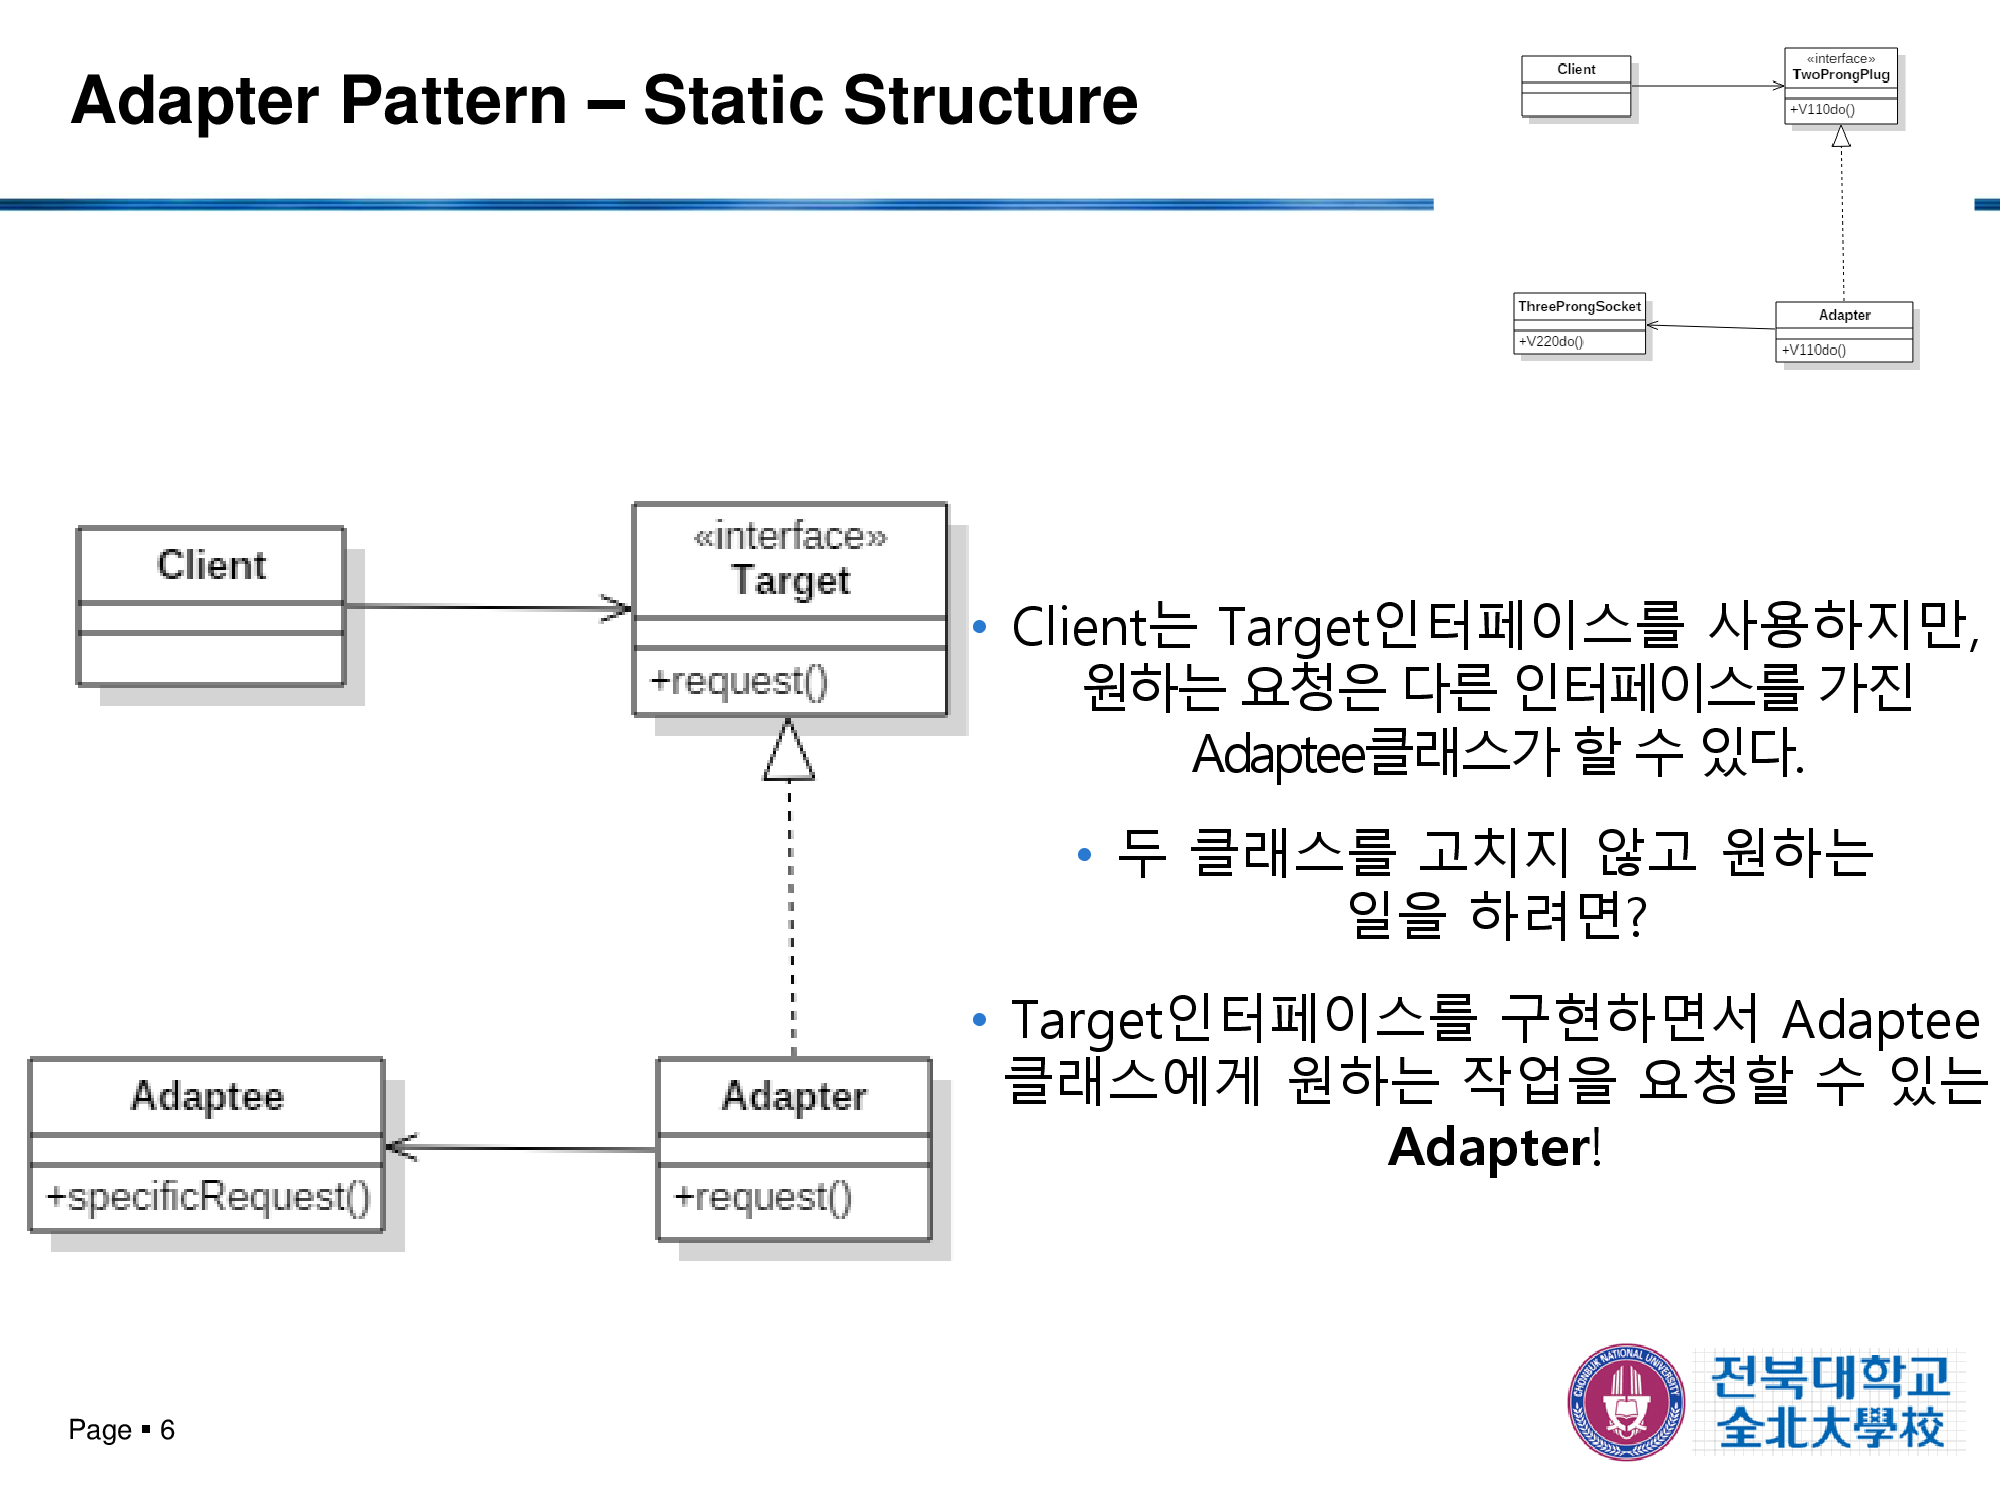 Adapter Pattern – Static Structure
Client
«interface»
TwoProngPlug
+V110do()
ThreeProngSocket
+V220do()
Adapter
+V110do()
Client
«interface»
Target
+request()
Adaptee
+specificRequest()
Adapter
+request()
• Client는 Target인터페이스를 사용하지만,
원하는 요청은 다른 인터페이스를 가진
Adaptee클래스가 할 수 있다.
• 두 클래스를 고치지 않고 원하는
일을 하려면?
• Target인터페이스를 구현하면서 Adaptee
클래스에게 원하는 작업을 요청할 수 있는
Adapter!
Page ▪ 6
CHONBUK NATIONAL UNIVERSITY
전북대학교
全北大學校